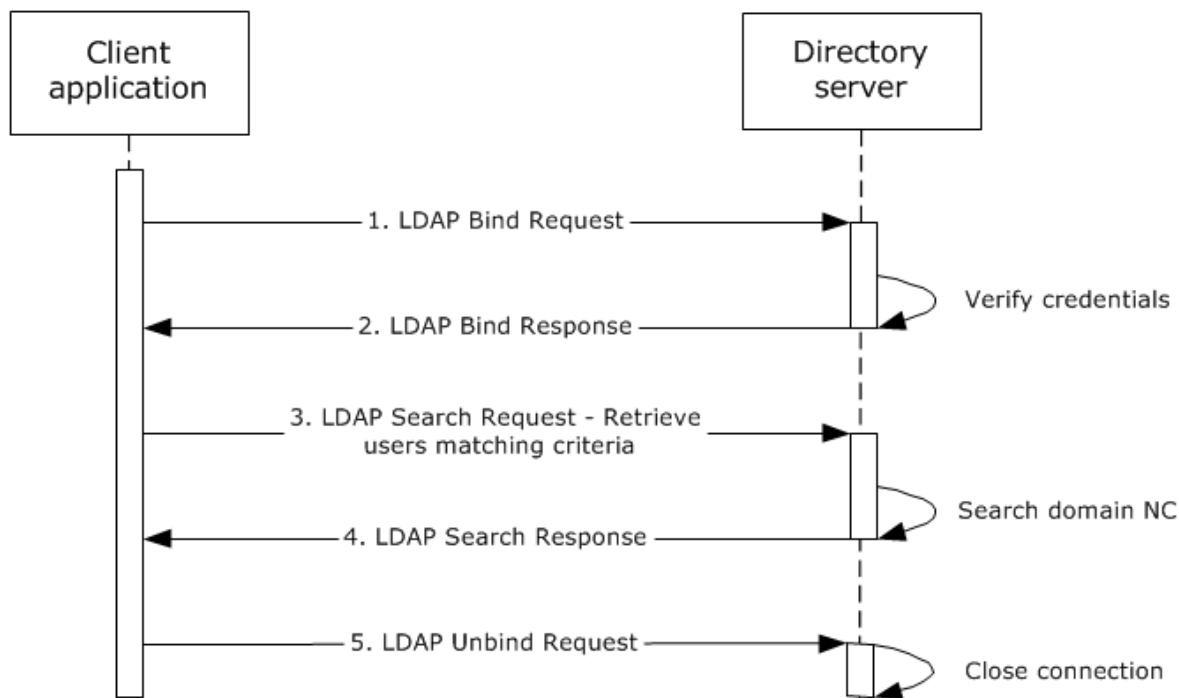 Client
application
Directory
server
1. LDAP Bind Request
Verify credentials
2. LDAP Bind Response
3. LDAP Search Request - Retrieve
users matching criteria
Search domain NC
4. LDAP Search Response
5. LDAP Unbind Request
Close connection